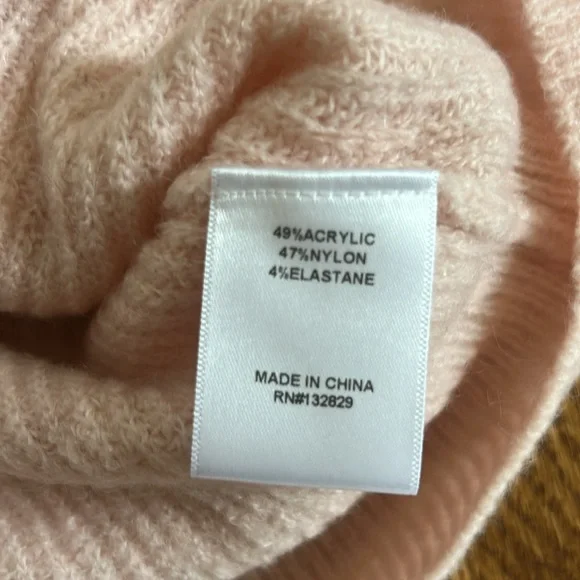 49%ACRYLIC
47%NYLON
4%ELASTANE
MADE IN CHINA
RN#132829